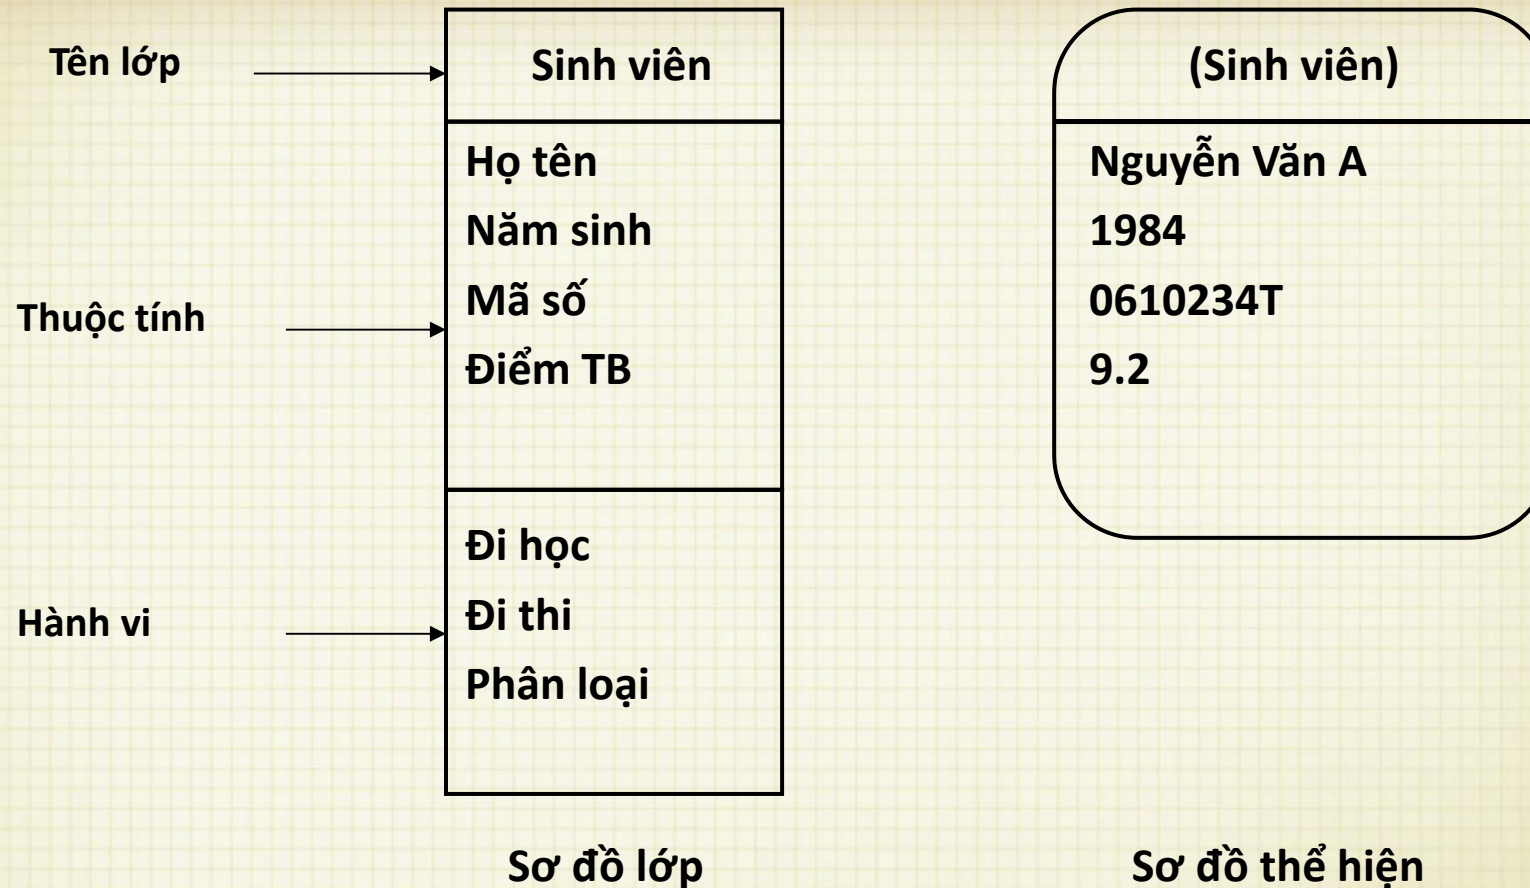 Tên lớp
Sinh viên
(Sinh viên)
Thuộc tính
Họ tên
Năm sinh
Mã số
Điểm TB
Nguyễn Văn A
1984
0610234T
9.2
Hành vi
Đi học
Đi thi
Phân loại
Sơ đồ lớp
Sơ đồ thể hiện